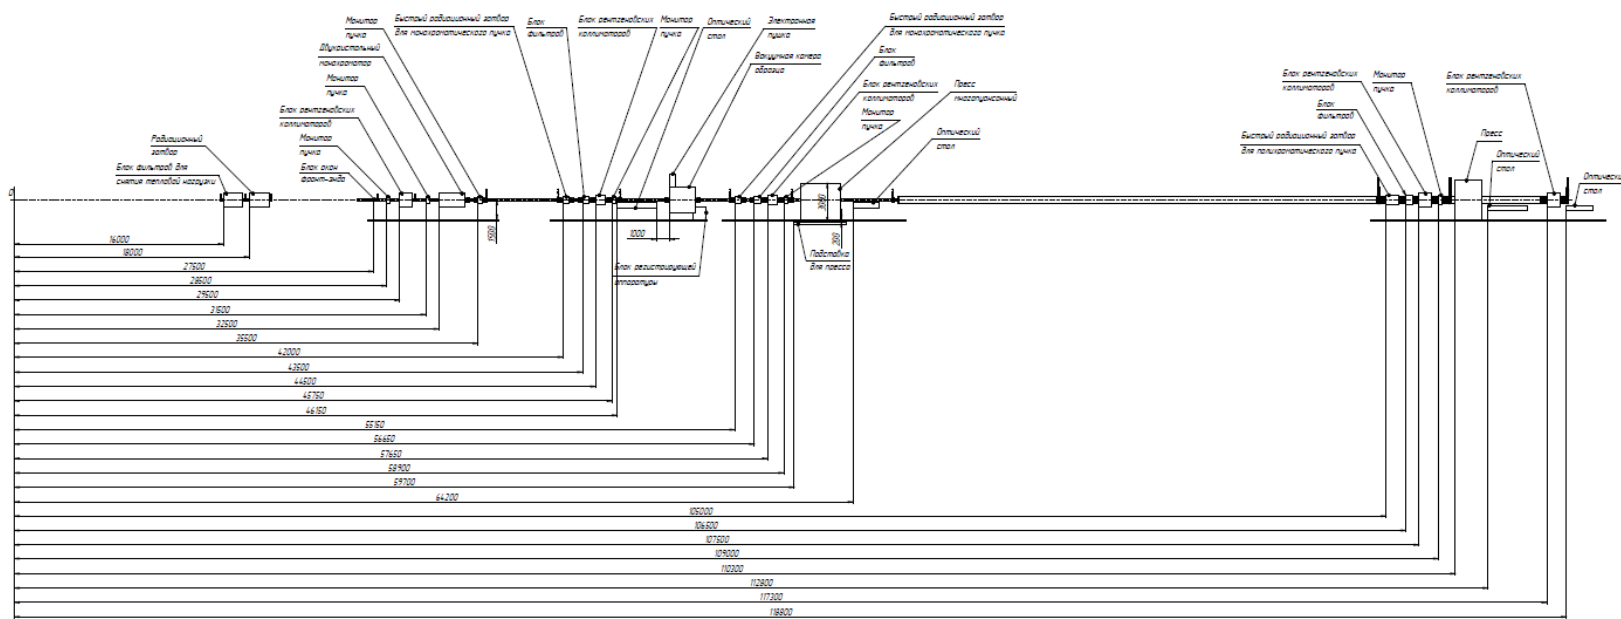 Монитор
пучка
Быстрый радиационный затвор
для монохроматического пучка
Блок
фильтров
Блок рентгеновских
коллиматоров
Монитор
пучка
Оптический
стол
Электронная
пушка
Быстрый радиационный затвор
для монохроматического пучка
Двукристальный
монохроматор
Вакуумная камера
образца
Блок
фильтров
Монитор
пучка
Блок рентгеновских
коллиматоров
Пресс
многопуансонный
Блок рентгеновских
коллиматоров
Монитор
пучка
Блок рентгеновских
коллиматоров
Блок рентгеновских
коллиматоров
Монитор
пучка
Блок
фильтров
Радиационный
затвор
Монитор
пучка
Оптический
стол
Быстрый радиационный затвор
для полихроматического пучка
Пресс
Блок фильтров для
снятия тепловой нагрузки
Блок окон
фронт-энда
Оптический
стол
Оптический
стол
0
3000
1500
1000
200
Блок регистрирующей
аппаратуры
Подставка
для пресса
16000
18000
27500
28500
29500
31500
32500
35500
42000
43500
44500
45750
46150
55150
56650
57650
58900
59700
64200
105000
106500
107500
109000
110300
112800
117300
118800